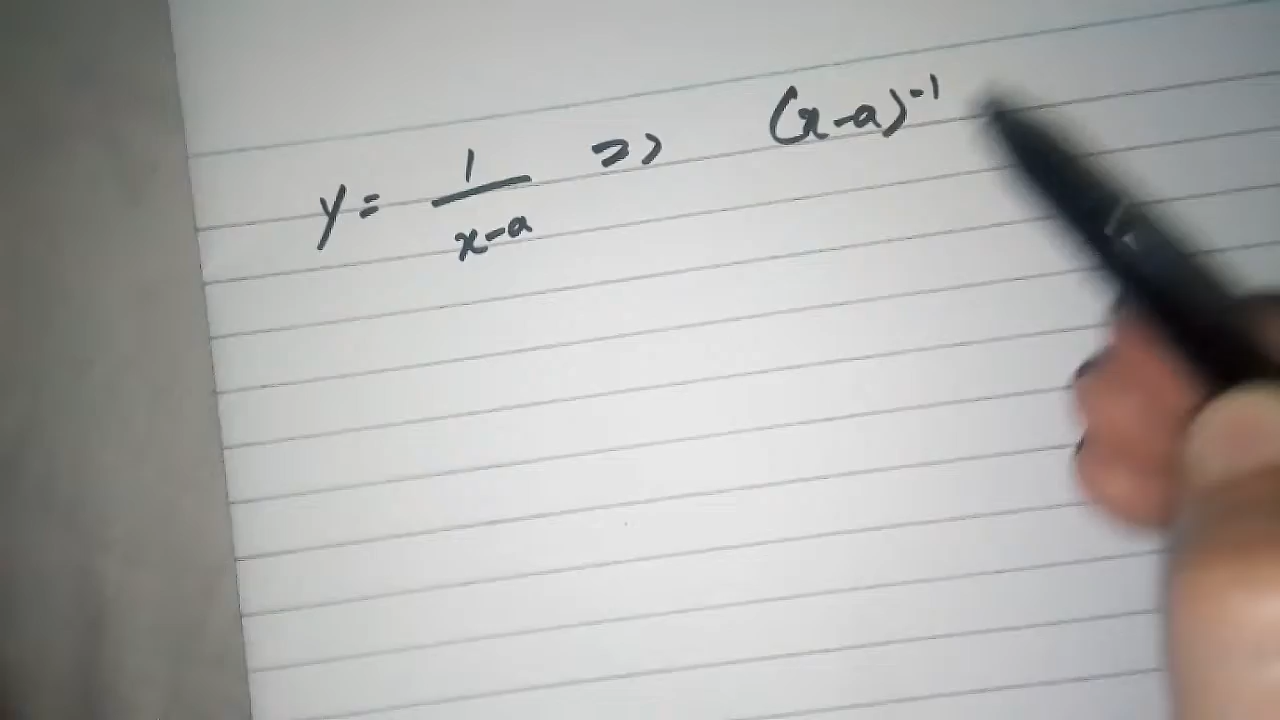 y = 1/(x-a) => (x-a)^-1